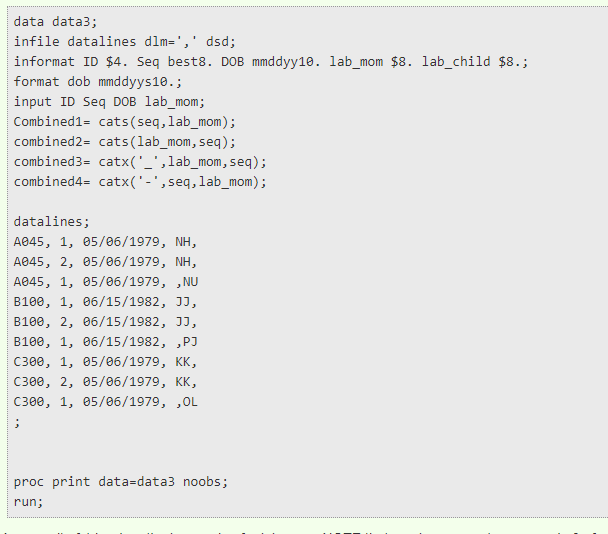 data data3;
infile datalines dlm=',' dsd;
informat ID $4. Seq best8. DOB mmddyy10. lab_mom $8. lab_child $8.;
format dob mmddyys10.;
input ID Seq DOB lab_mom;
Combined1= cats(seq,lab_mom);
combined2= cats(lab_mom,seq);
combined3= catx('_',lab_mom,seq);
combined4= catx('-',seq,lab_mom);

datalines;
A045, 1, 05/06/1979, NH,
A045, 2, 05/06/1979, NH,
A045, 1, 05/06/1979, ,NU
B100, 1, 06/15/1982, JJ,
B100, 2, 06/15/1982, JJ,
B100, 1, 06/15/1982, ,PJ
C300, 1, 05/06/1979, KK,
C300, 2, 05/06/1979, KK,
C300, 1, 05/06/1979, ,OL
;

proc print data=data3 noobs;
run;